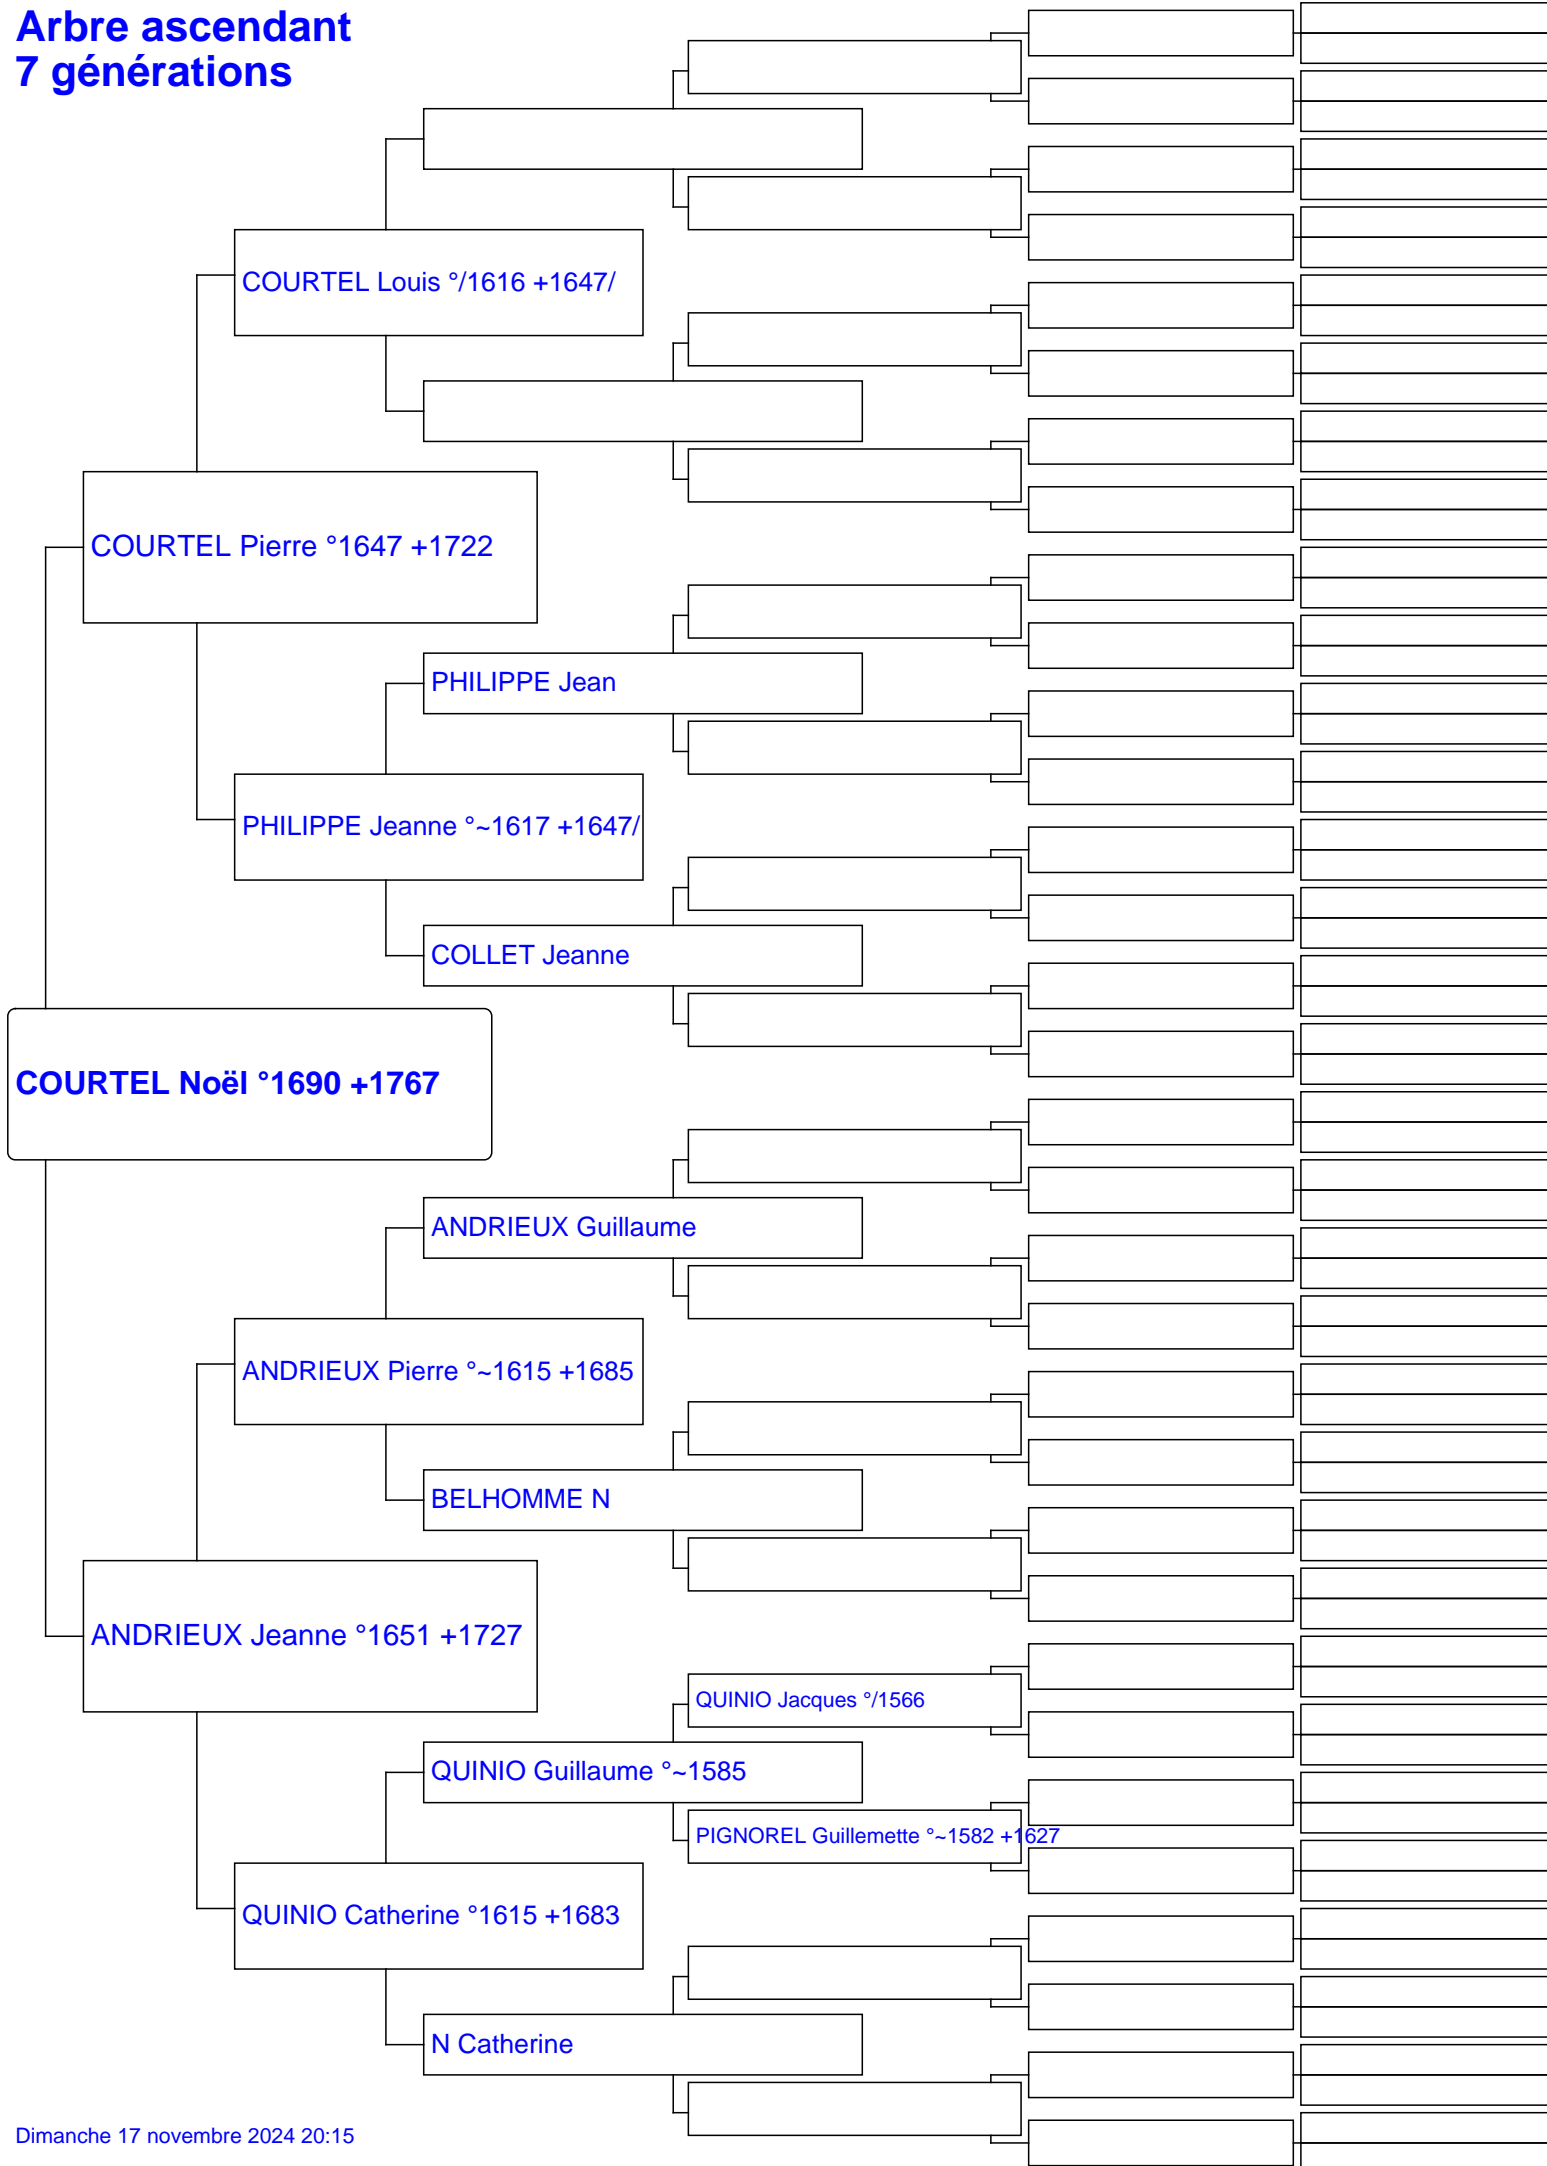 Arbre ascendant
7 générations
COURTEL Louis °/1616 +1647/
COURTEL Pierre °1647 +1722
PHILIPPE Jean
PHILIPPE Jeanne °~1617 +1647/
COLLET Jeanne
COURTEL Noël °1690 +1767
ANDRIEUX Guillaume
ANDRIEUX Pierre °~1615 +1685
BELHOMME N
ANDRIEUX Jeanne °1651 +1727
QUINIO Jacques °/1566
QUINIO Guillaume °~1585
PIGNOREL Guillemette °~1582 +1627
QUINIO Catherine °1615 +1683
N Catherine
Dimanche 17 novembre 2024 20:15